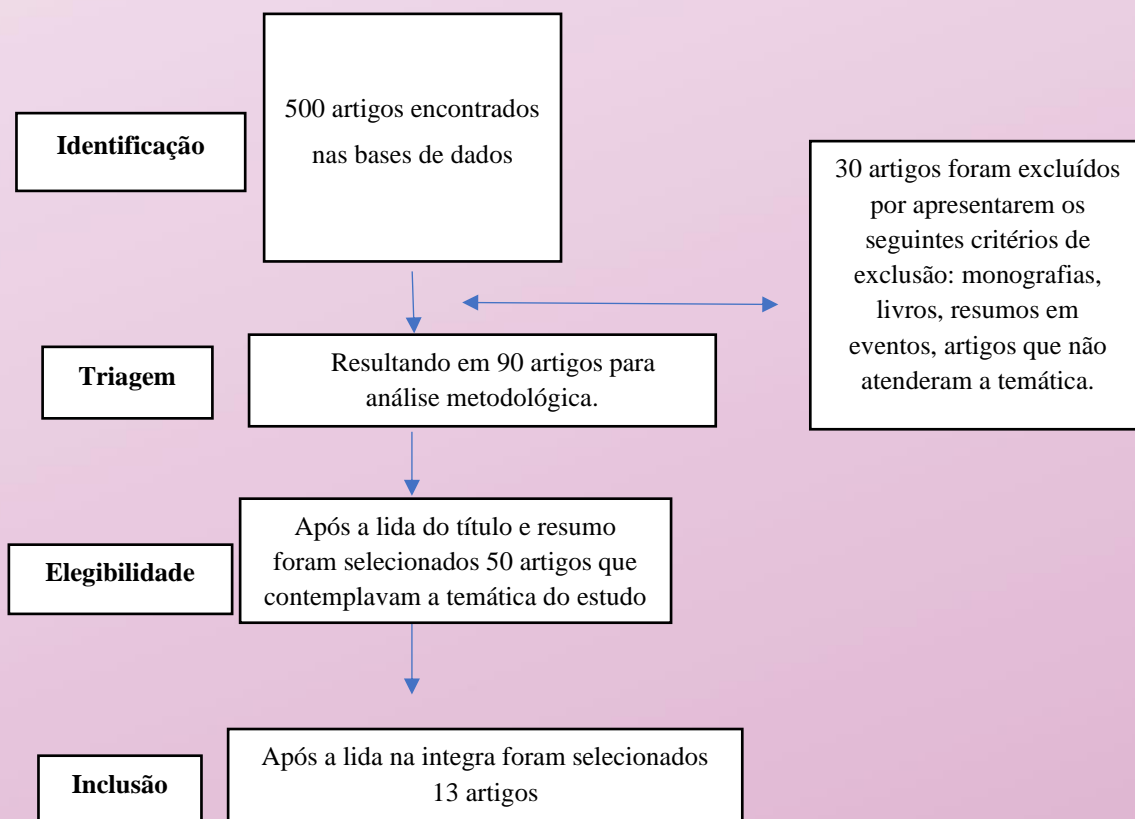 Identificação
500 artigos encontrados
nas bases de dados
30 artigos foram excluídos
por apresentarem os
seguintes critérios de
exclusão: monografias,
livros, resumos em
eventos, artigos que não
atenderam a temática.
Triagem
Resultando em 90 artigos para
análise metodológica.
Elegibilidade
Após a lida do título e resumo
foram selecionados 50 artigos que
contemplavam a temática do estudo
Inclusão
Após a lida na integra foram selecionados
13 artigos